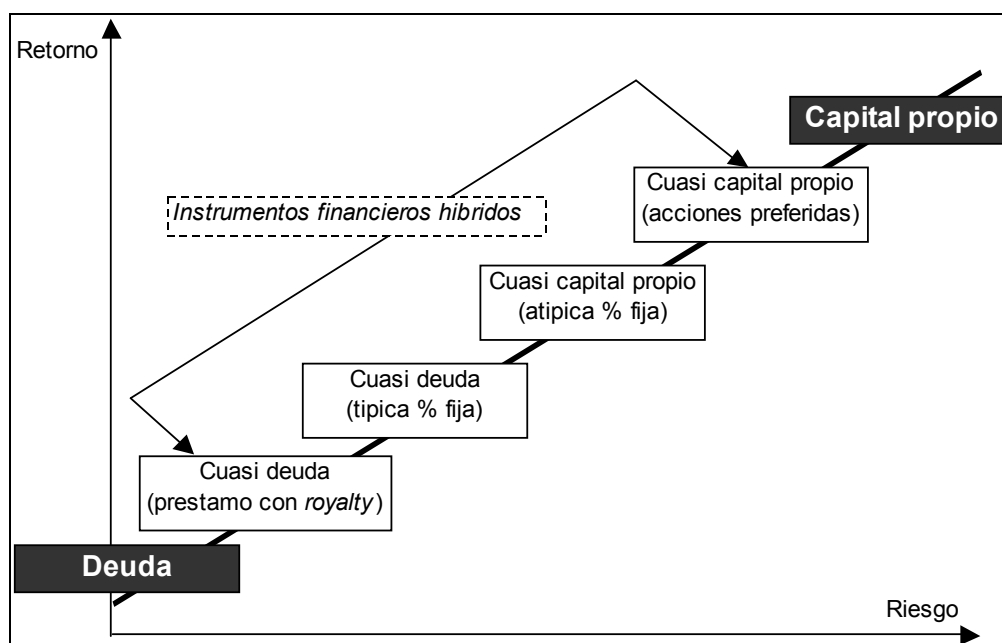 Retorno
Capital propio
Cuasi capital propio
(acciones preferidas)
Instrumentos financieros hibridos
Cuasi capital propio
(atipica % fija)
Cuasi deuda
(tipica % fija)
Cuasi deuda
(prestamo con royalty)
Deuda
Riesgo